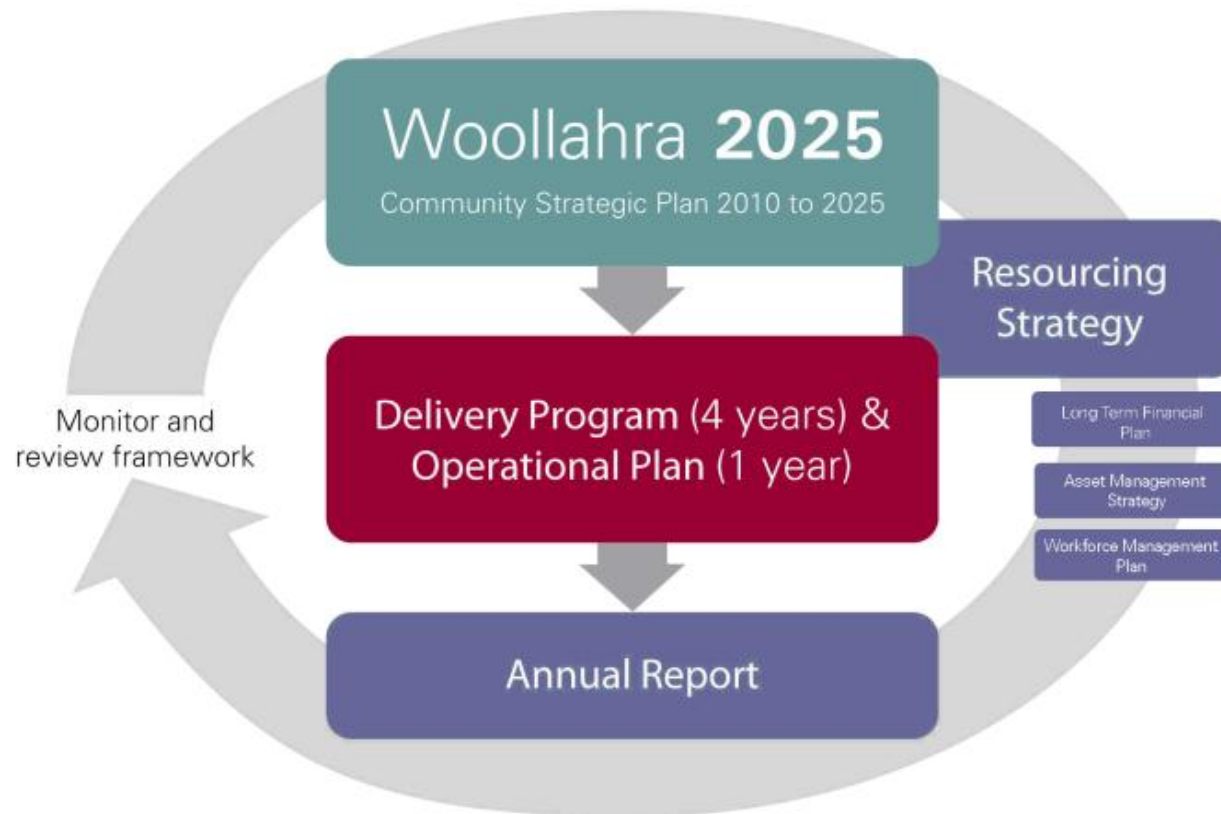 Woollahra 2025
Community Strategic Plan 2010 to 2025
Resourcing
Strategy
Delivery Program (4 years) &
Operational Plan (1 year)
Monitor and
review framework
Long Term Financial
Plan
Asset Management
Strategy
Workforce Management
Plan
Annual Report